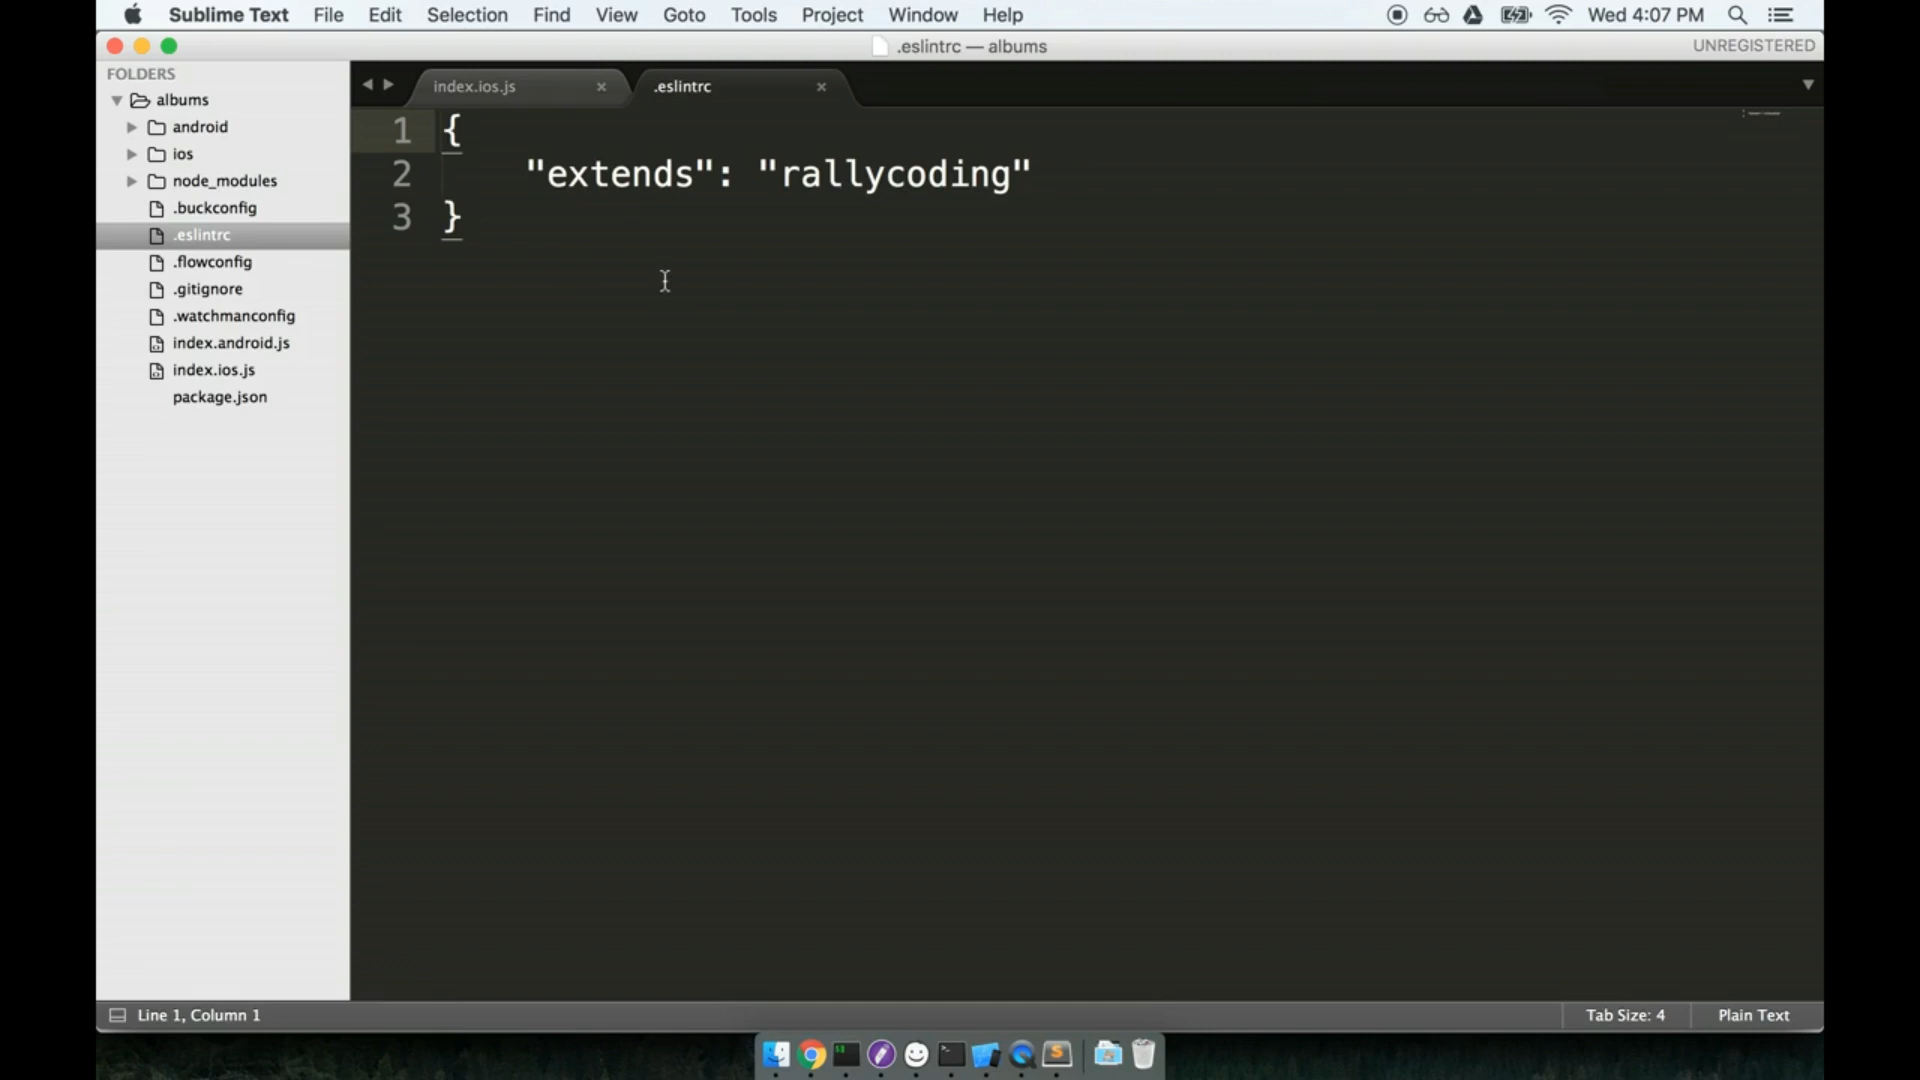 Sublime Text File Edit Selection Find View Goto Tools Project Window Help Wed 4:07 PM
.eslintrc — albums UNREGISTERED
FOLDERS
albums
android
ios
node_modules
.buckconfig
.eslintrc
.flowconfig
.gitignore
.watchmanconfig
index.android.js
index.ios.js
package.json
index.ios.js × .eslintrc ×
1 {
2 "extends": "rallycoding"
3 }
Line 1, Column 1 Tab Size: 4 Plain Text